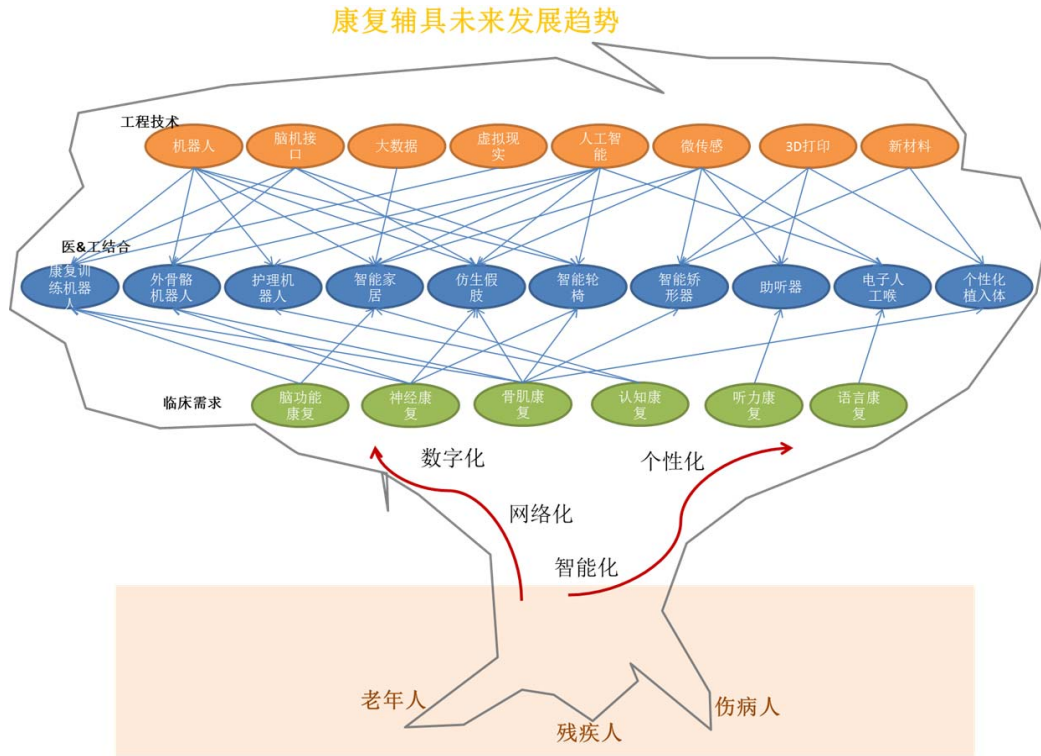 康复辅具未来发展趋势
工程技术
机器人
脑机接
口
大数据
虚拟现
实
人工智
能
微传感
3D打印
新材料
医&工结合
康复训
练机器
人
外骨骼
机器人
护理机
器人
智能家
居
仿生假
肢
智能轮
椅
智能矫
形器
助听器
电子人
工喉
个性化
植入体
临床需求
脑功能
康复
神经康
复
骨肌康
复
认知康
复
听力康
复
语言康
复
数字化
个性化
网络化
智能化
老年人
残疾人
伤病人